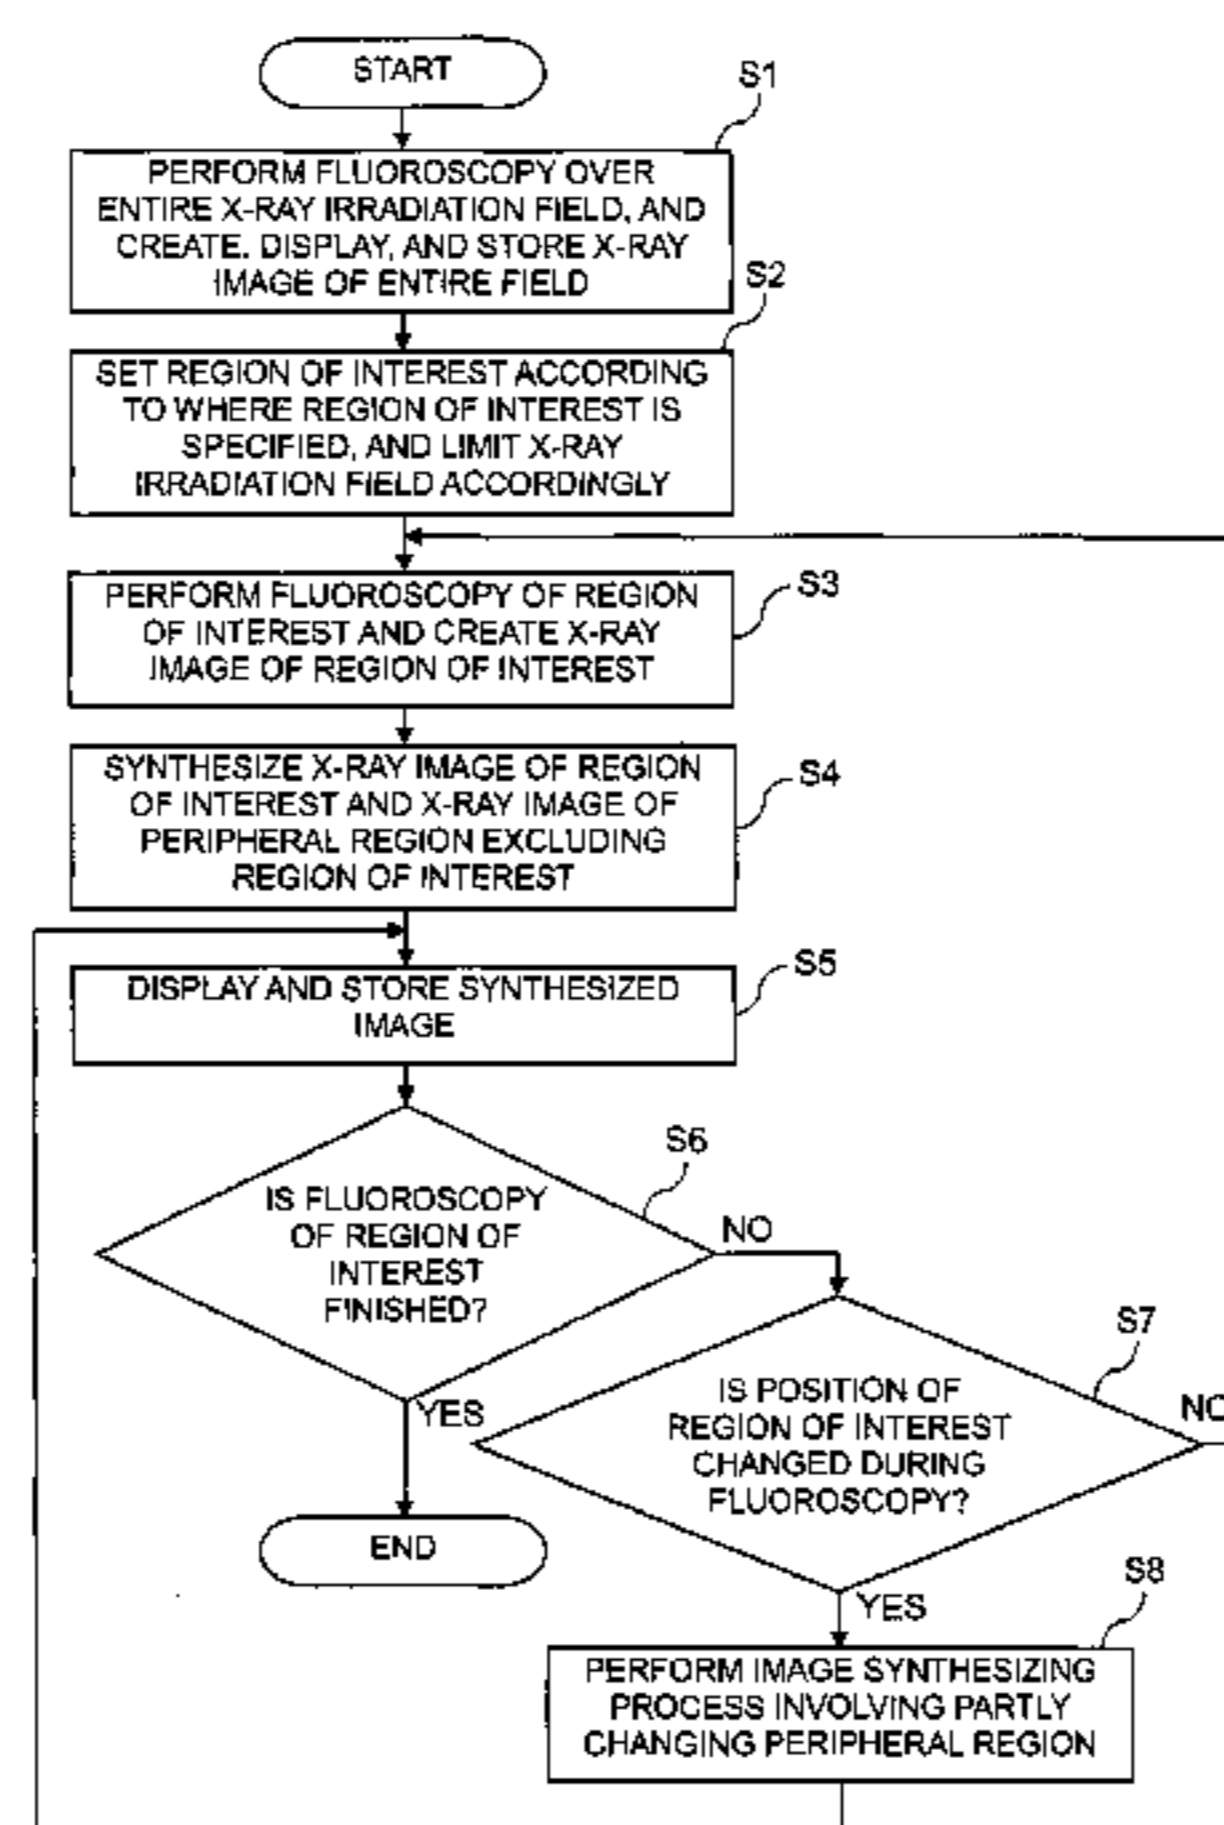 START
S1
PERFORM FLUOROSCOPY OVER
ENTIRE X-RAY IRRADIATION FIELD, AND
CREATE. DISPLAY, AND STORE X-RAY
IMAGE OF ENTIRE FIELD
S2
SET REGION OF INTEREST ACCORDING
TO WHERE REGION OF INTEREST IS
SPECIFIED, AND LIMIT X-RAY
IRRADIATION FIELD ACCORDINGLY
S3
PERFORM FLUOROSCOPY OF REGION
OF INTEREST AND CREATE X-RAY
IMAGE OF REGION OF INTEREST
S4
SYNTHESIZE X-RAY IMAGE OF REGION
OF INTEREST AND X-RAY IMAGE OF
PERIPHERAL REGION EXCLUDING
REGION OF INTEREST
S5
DISPLAY AND STORE SYNTHESIZED
IMAGE
S6
IS FLUOROSCOPY
OF REGION OF
INTEREST
FINISHED?
NO
YES
END
S7
IS POSITION OF
REGION OF INTEREST
CHANGED DURING
FLUOROSCOPY?
NO
YES
S8
PERFORM IMAGE SYNTHESIZING
PROCESS INVOLVING PARTLY
CHANGING PERIPHERAL REGION